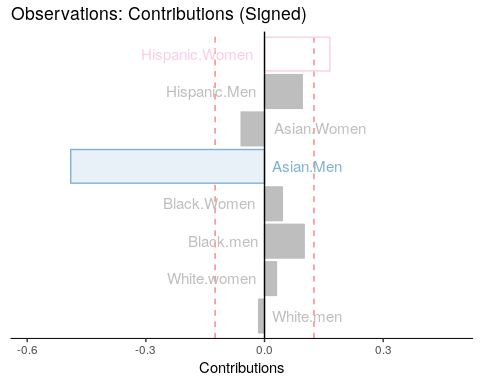 Observations: Contributions (Signed)
Hispanic.Women
Hispanic.Men
Asian.Women
Asian.Men
Black.Women
Black.men
White.women
White.men
-0.6 -0.3 0.0 0.3
Contributions